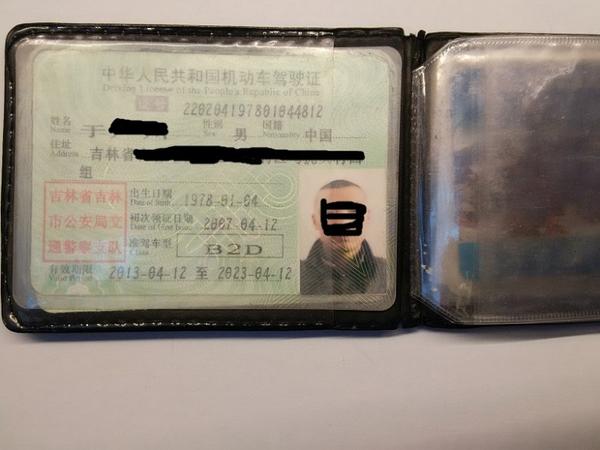 中华人民共和国机动车驾驶证
Driving License of the People's Republic of China
证号 220204197801044812
姓名 Name 于 性别 Sex 男 国籍 Nationality 中国
住址 Address 吉林省
组
吉林省吉林
市公安局交
通警察支队
出生日期 Date of Birth 1978-01-04
初次领证日期 Date of First Issue 2007-04-12
准驾车型 Class B2D
有效期限 Valid Period 2013-04-12 至 2023-04-12